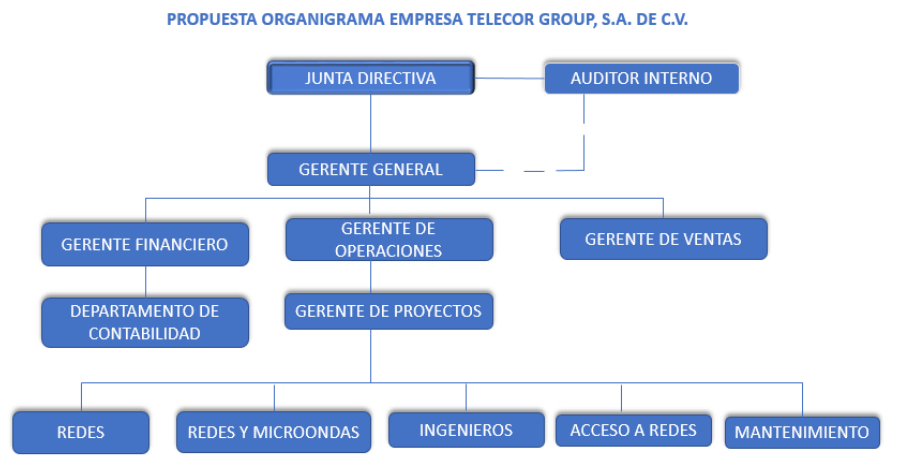 PROPUESTA ORGANIGRAMA EMPRESA TELECOR GROUP, S.A. DE C.V.
JUNTA DIRECTIVA
AUDITOR INTERNO
GERENTE GENERAL
GERENTE FINANCIERO
GERENTE DE
OPERACIONES
GERENTE DE VENTAS
DEPARTAMENTO DE
CONTABILIDAD
GERENTE DE PROYECTOS
REDES
REDES Y MICROONDAS
INGENIEROS
ACCESO A REDES
MANTENIMIENTO